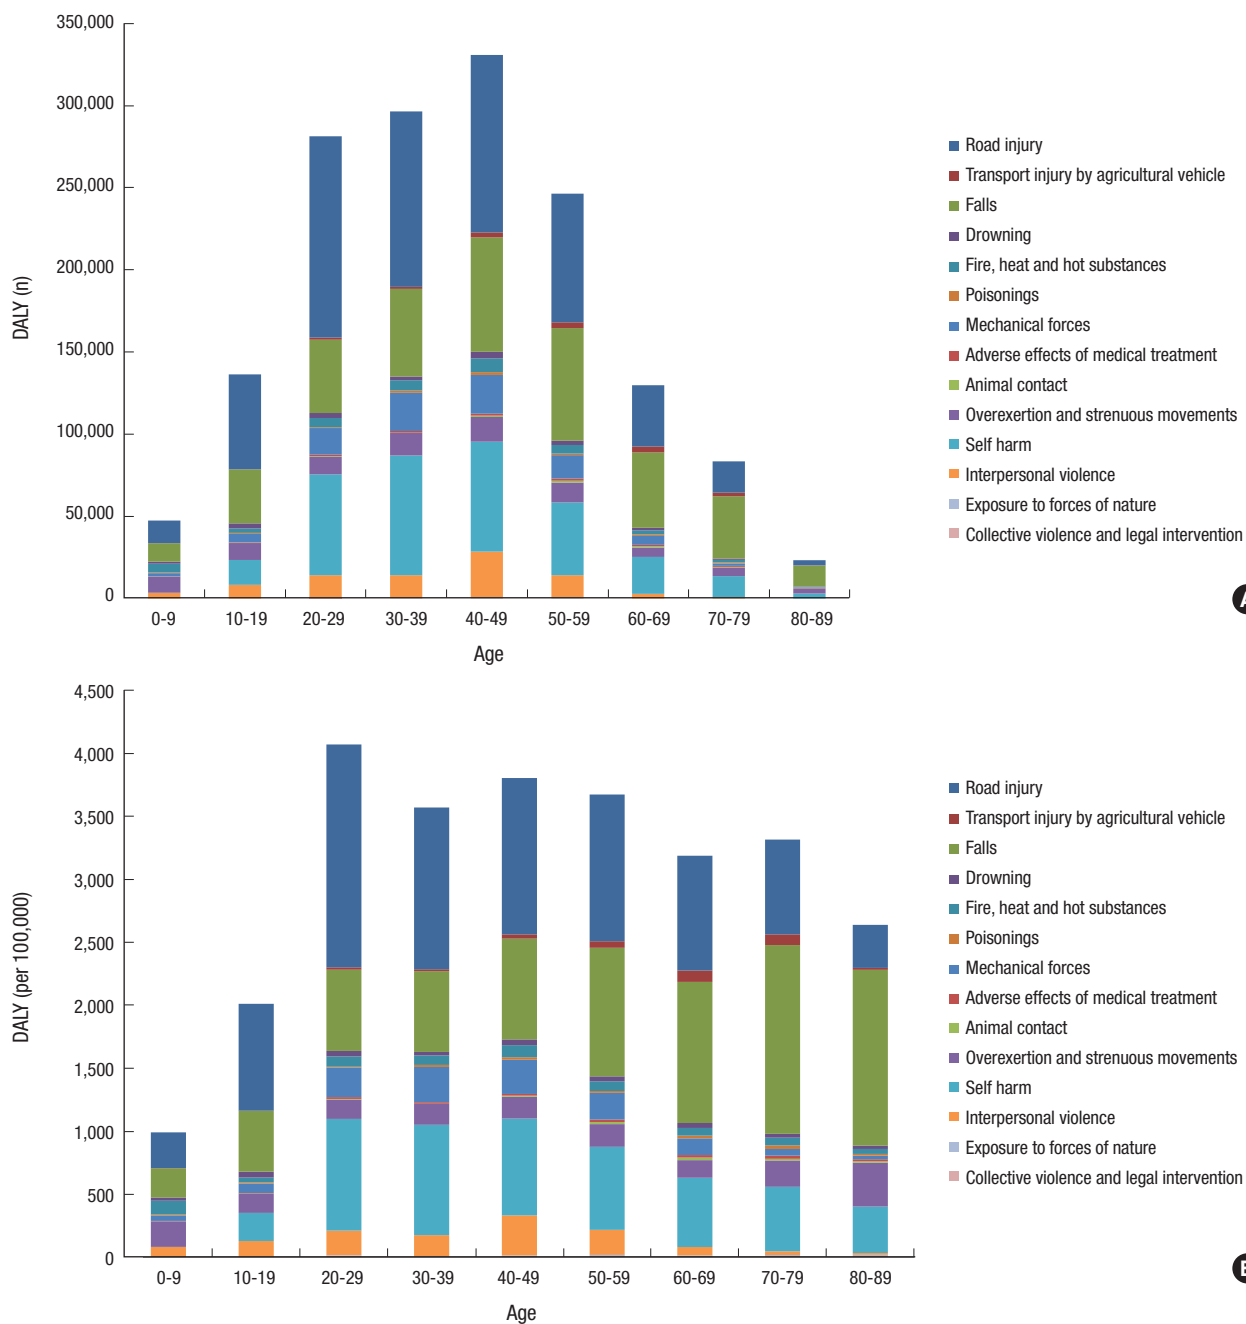 350,000
300,000
250,000
200,000
150,000
100,000
50,000
0
DALY (n)
0-9 10-19 20-29 30-39 40-49 50-59 60-69 70-79 80-89
Age
Road injury
Transport injury by agricultural vehicle
Falls
Drowning
Fire, heat and hot substances
Poisonings
Mechanical forces
Adverse effects of medical treatment
Animal contact
Overexertion and strenuous movements
Self harm
Interpersonal violence
Exposure to forces of nature
Collective violence and legal intervention
A
4,500
4,000
3,500
3,000
2,500
2,000
1,500
1,000
500
0
DALY (per 100,000)
0-9 10-19 20-29 30-39 40-49 50-59 60-69 70-79 80-89
Age
Road injury
Transport injury by agricultural vehicle
Falls
Drowning
Fire, heat and hot substances
Poisonings
Mechanical forces
Adverse effects of medical treatment
Animal contact
Overexertion and strenuous movements
Self harm
Interpersonal violence
Exposure to forces of nature
Collective violence and legal intervention
B